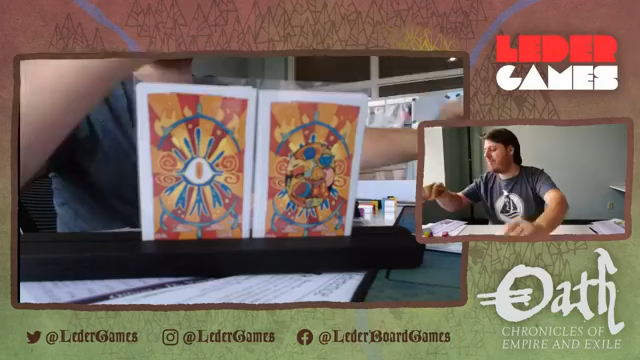 LEDER
GAMES
Oath
CHRONICLES OF
EMPIRE AND EXILE
@LederGames
@LederGames
@LederBoardGames